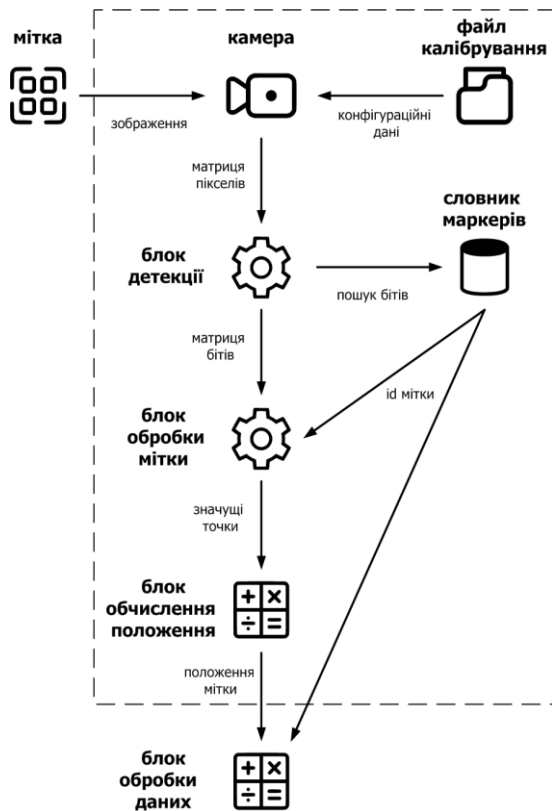 мітка
камера
файл
калібрування
зображення
конфігураційні
дані
матриця
пікселів
словник
маркерів
блок
детекції
пошук бітів
матриця
бітів
id мітки
блок
обробки
мітки
значущі
точки
блок
обчислення
положення
положення
мітки
блок
обробки
даних